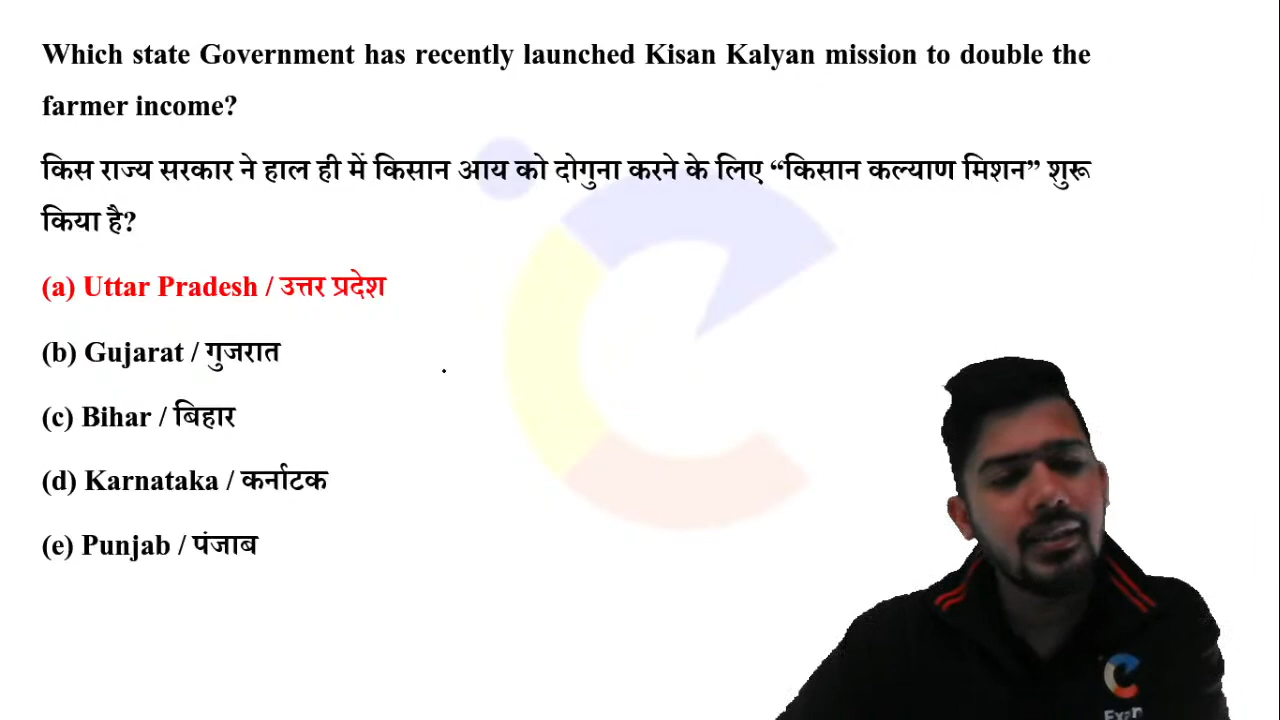 Which state Government has recently launched Kisan Kalyan mission to double the
farmer income?
किस राज्य सरकार ने हाल ही में किसान आय को दोगुना करने के लिए “किसान कल्याण मिशन” शुरू
किया है?
(a) Uttar Pradesh / उत्तर प्रदेश
(b) Gujarat / गुजरात
(c) Bihar / बिहार
(d) Karnataka / कर्नाटक
(e) Punjab / पंजाब
Exan